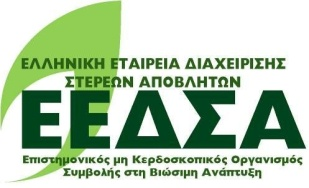 ΕΛΛΗΝΙΚΗ ΕΤΑΙΡΕΙΑ ΔΙΑΧΕΙΡΙΣΗΣ
ΣΤΕΡΕΩΝ ΑΠΟΒΛΗΤΩΝ
ΕΕΔΣΑ
Επιστημονικός μη Κερδοσκοπικός Οργανισμός
Συμβολής στη Βιώσιμη Ανάπτυξη